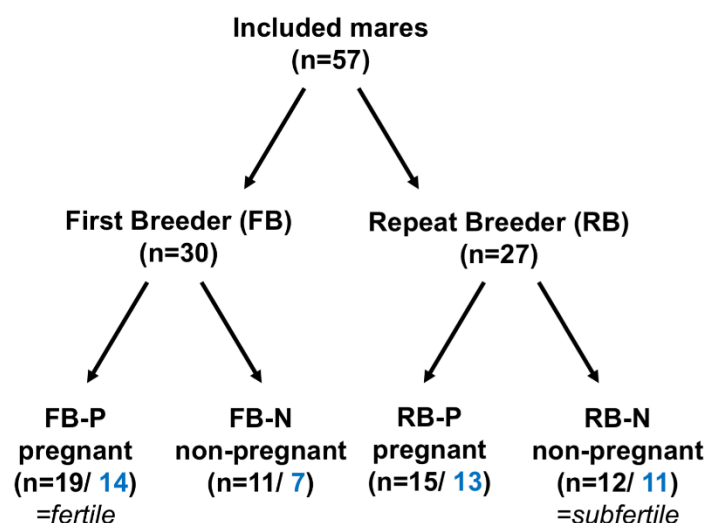 Included mares
(n=57)
First Breeder (FB)
(n=30)
Repeat Breeder (RB)
(n=27)
FB-P
pregnant
(n=19/ 14)
=fertile
FB-N
non-pregnant
(n=11/ 7)
RB-P
pregnant
(n=15/ 13)
RB-N
non-pregnant
(n=12/ 11)
=subfertile